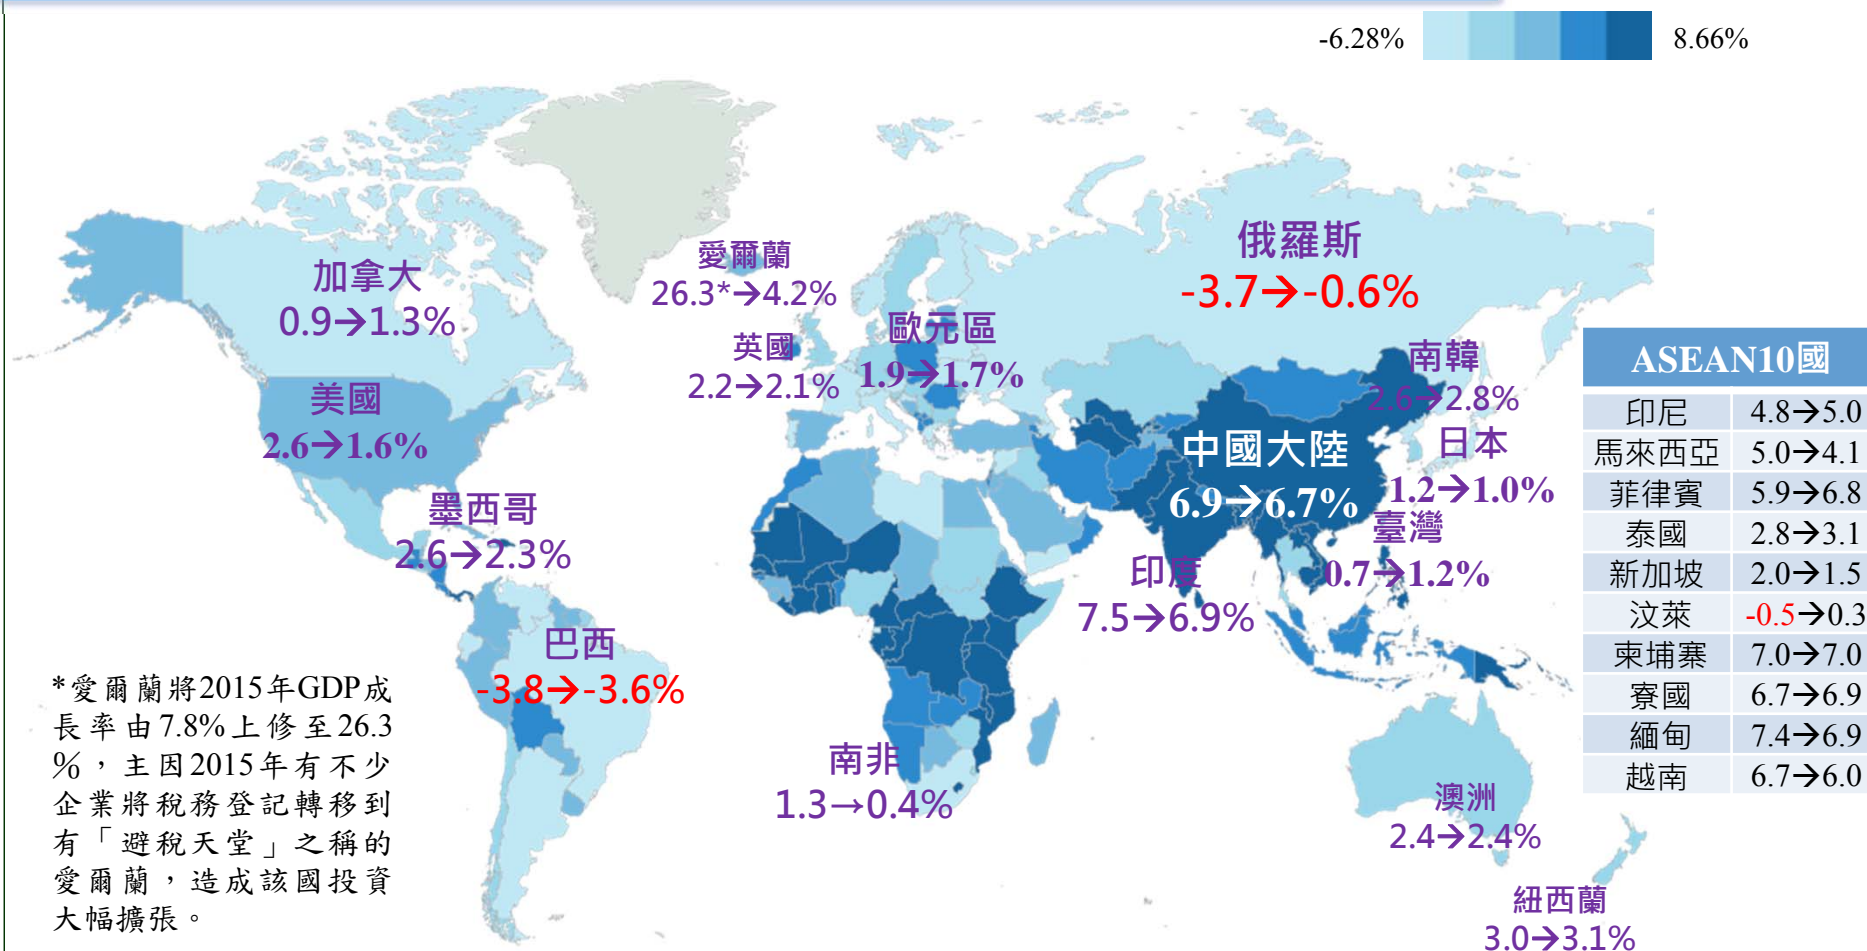 -6.28%
8.66%
加拿大
0.9→1.3%
美國
2.6→1.6%
墨西哥
2.6→2.3%
巴西
-3.8→-3.6%
愛爾蘭
26.3*→4.2%
英國
2.2→2.1%
歐元區
1.9→1.7%
俄羅斯
-3.7→-0.6%
南韓
2.6→2.8%
日本
1.2→1.0%
中國大陸
6.9→6.7%
臺灣
0.7→1.2%
印度
7.5→6.9%
南非
1.3→0.4%
澳洲
2.4→2.4%
紐西蘭
3.0→3.1%
ASEAN10國
印尼 4.8→5.0
馬來西亞 5.0→4.1
菲律賓 5.9→6.8
泰國 2.8→3.1
新加坡 2.0→1.5
汶萊 -0.5→0.3
柬埔寨 7.0→7.0
寮國 6.7→6.9
緬甸 7.4→6.9
越南 6.7→6.0
*愛爾蘭將2015年GDP成
長率由7.8%上修至26.3
%，主因2015年有不少
企業將稅務登記轉移到
有「避稅天堂」之稱的
愛爾蘭，造成該國投資
大幅擴張。